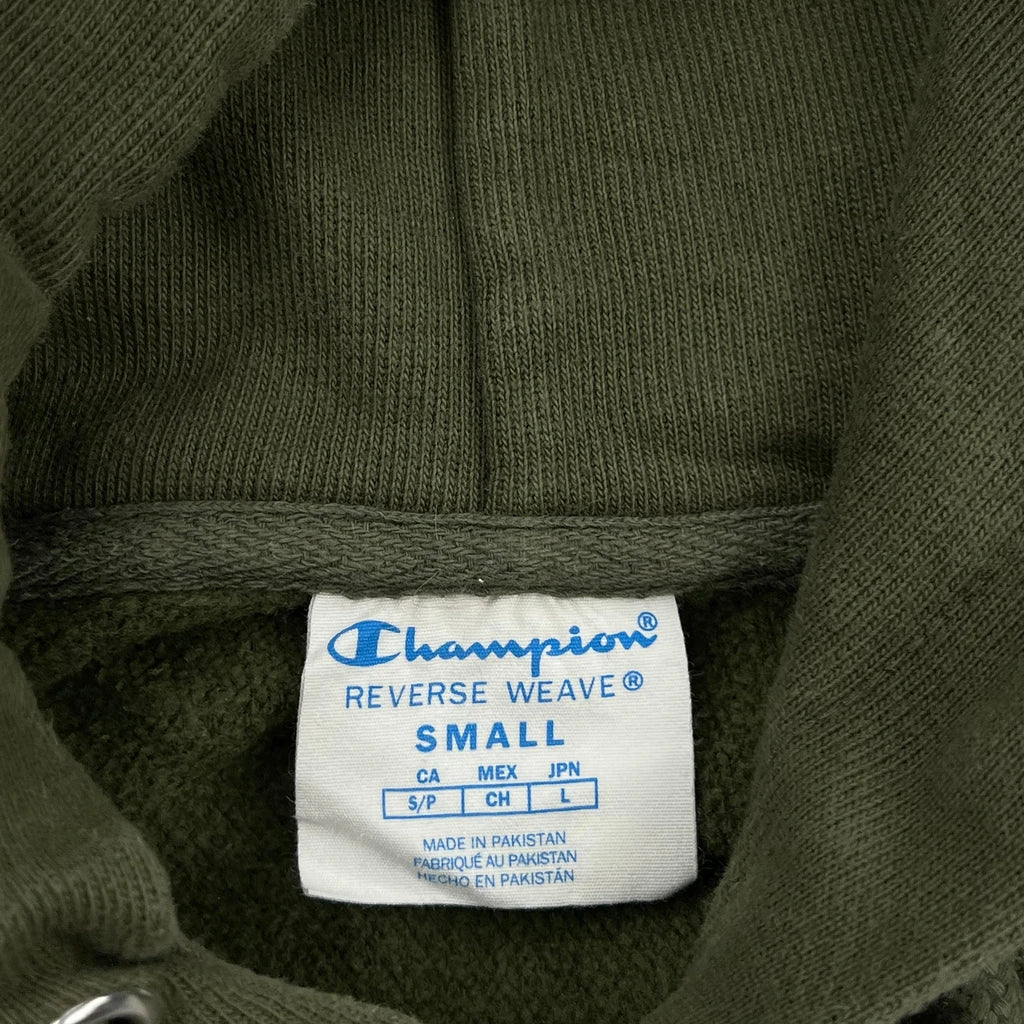 Champion®
REVERSE WEAVE®
SMALL
CA MEX JPN
S/P CH L
MADE IN PAKISTAN
FABRIQUÉ AU PAKISTAN
HECHO EN PAKISTÁN